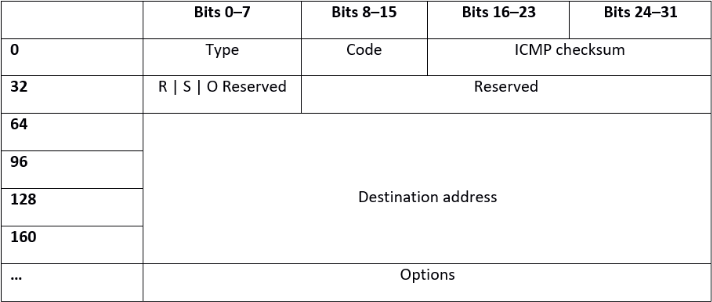 Bits 0–7 Bits 8–15 Bits 16–23 Bits 24–31
0 Type Code ICMP checksum
32 R | S | O Reserved Reserved
64
96
128
Destination address
160
... Options